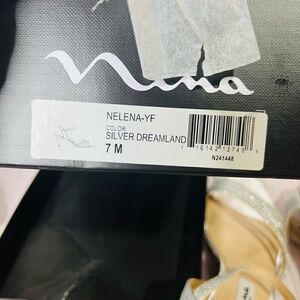 Nina
NELENA-YF
COLOR
SILVER DREAMLAND
7 M
N241448